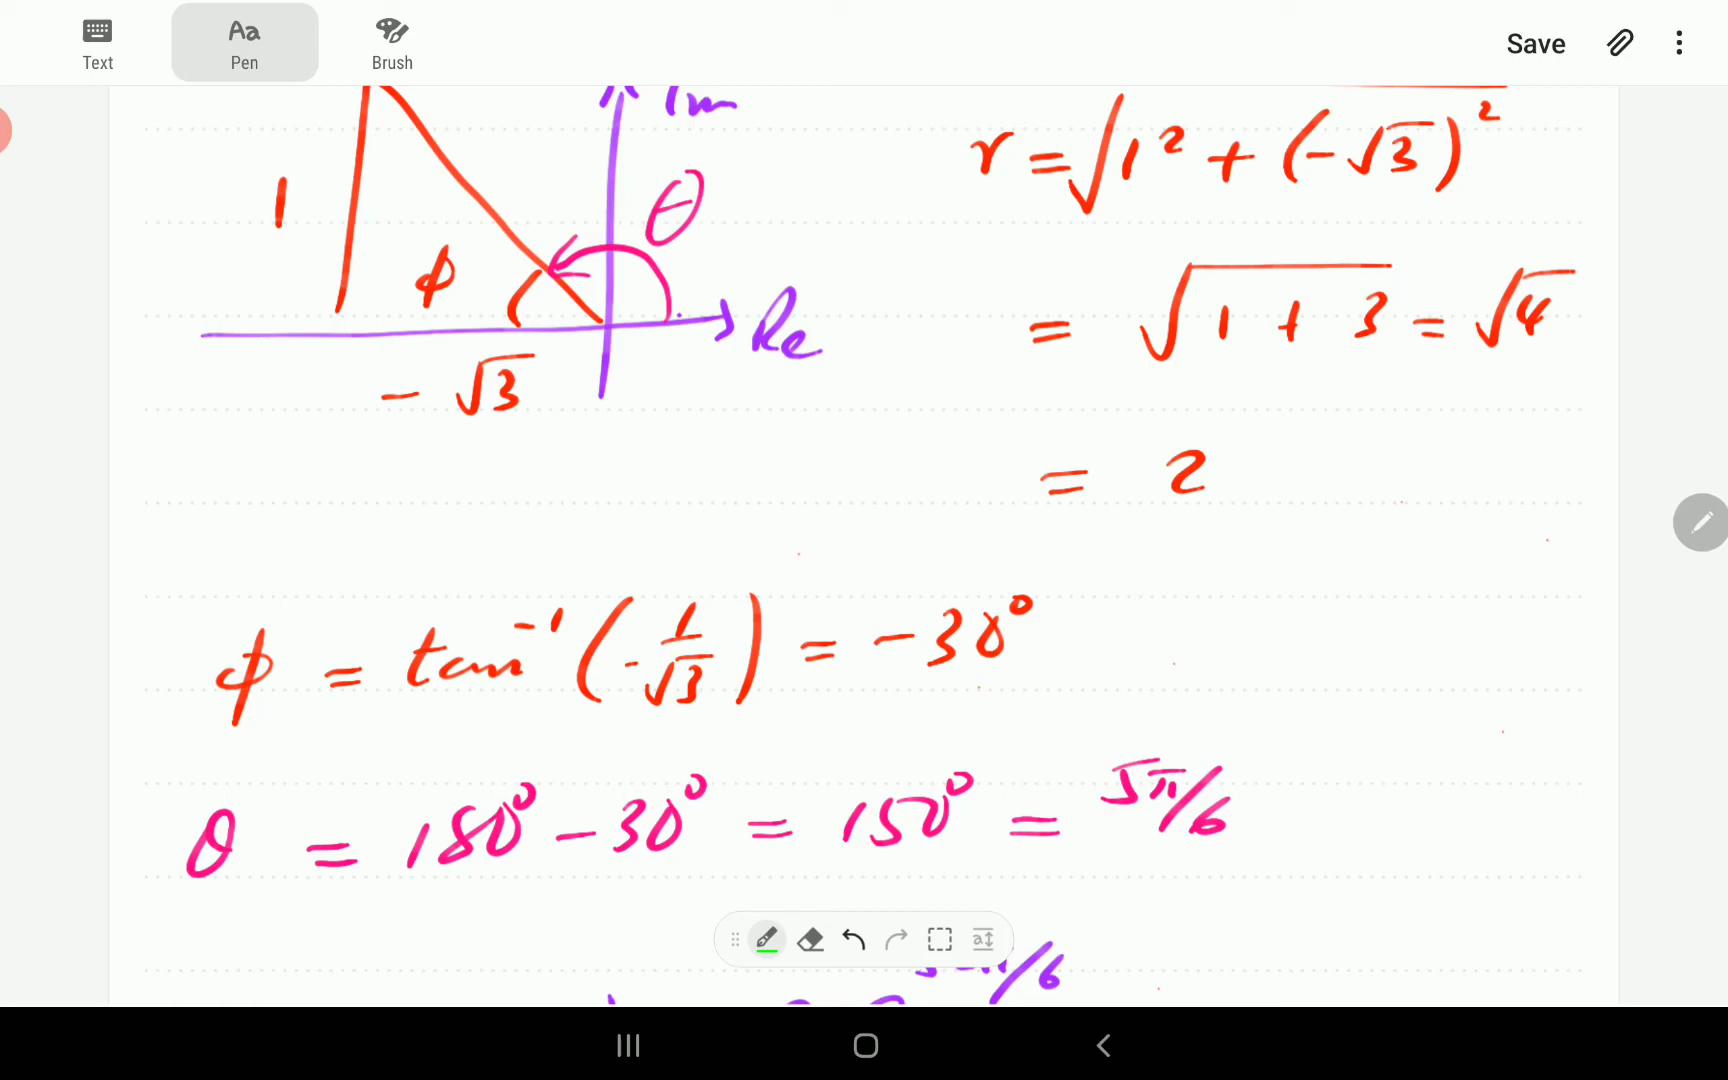 Text
Pen
Brush
Save
Im
θ
1
φ
Re
- √3
r = √1² + (-√3)²
= √1 + 3 = √4
= 2
φ = tan⁻¹(1/-√3) = -30°
θ = 180° - 30° = 150° = 5π/6